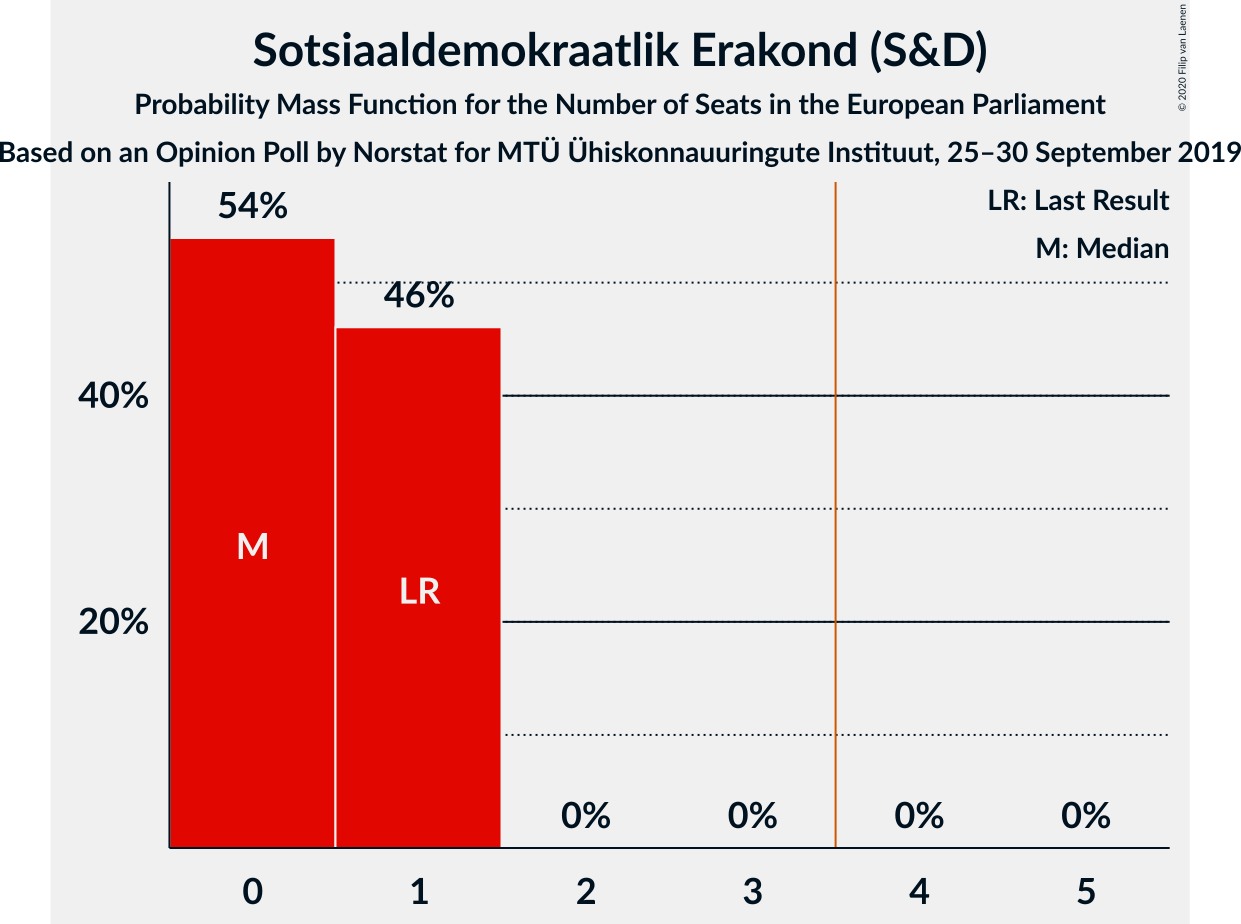 Sotsiaaldemokraatlik Erakond (S&D)
Probability Mass Function for the Number of Seats in the European Parliament
Based on an Opinion Poll by Norstat for MTÜ Ühiskonnauuringute Instituut, 25–30 September 2019
© 2020 Filip van Laenen
LR: Last Result
M: Median
54%
46%
40%
M
LR
20%
0% 0% 0% 0%
0 1 2 3 4 5